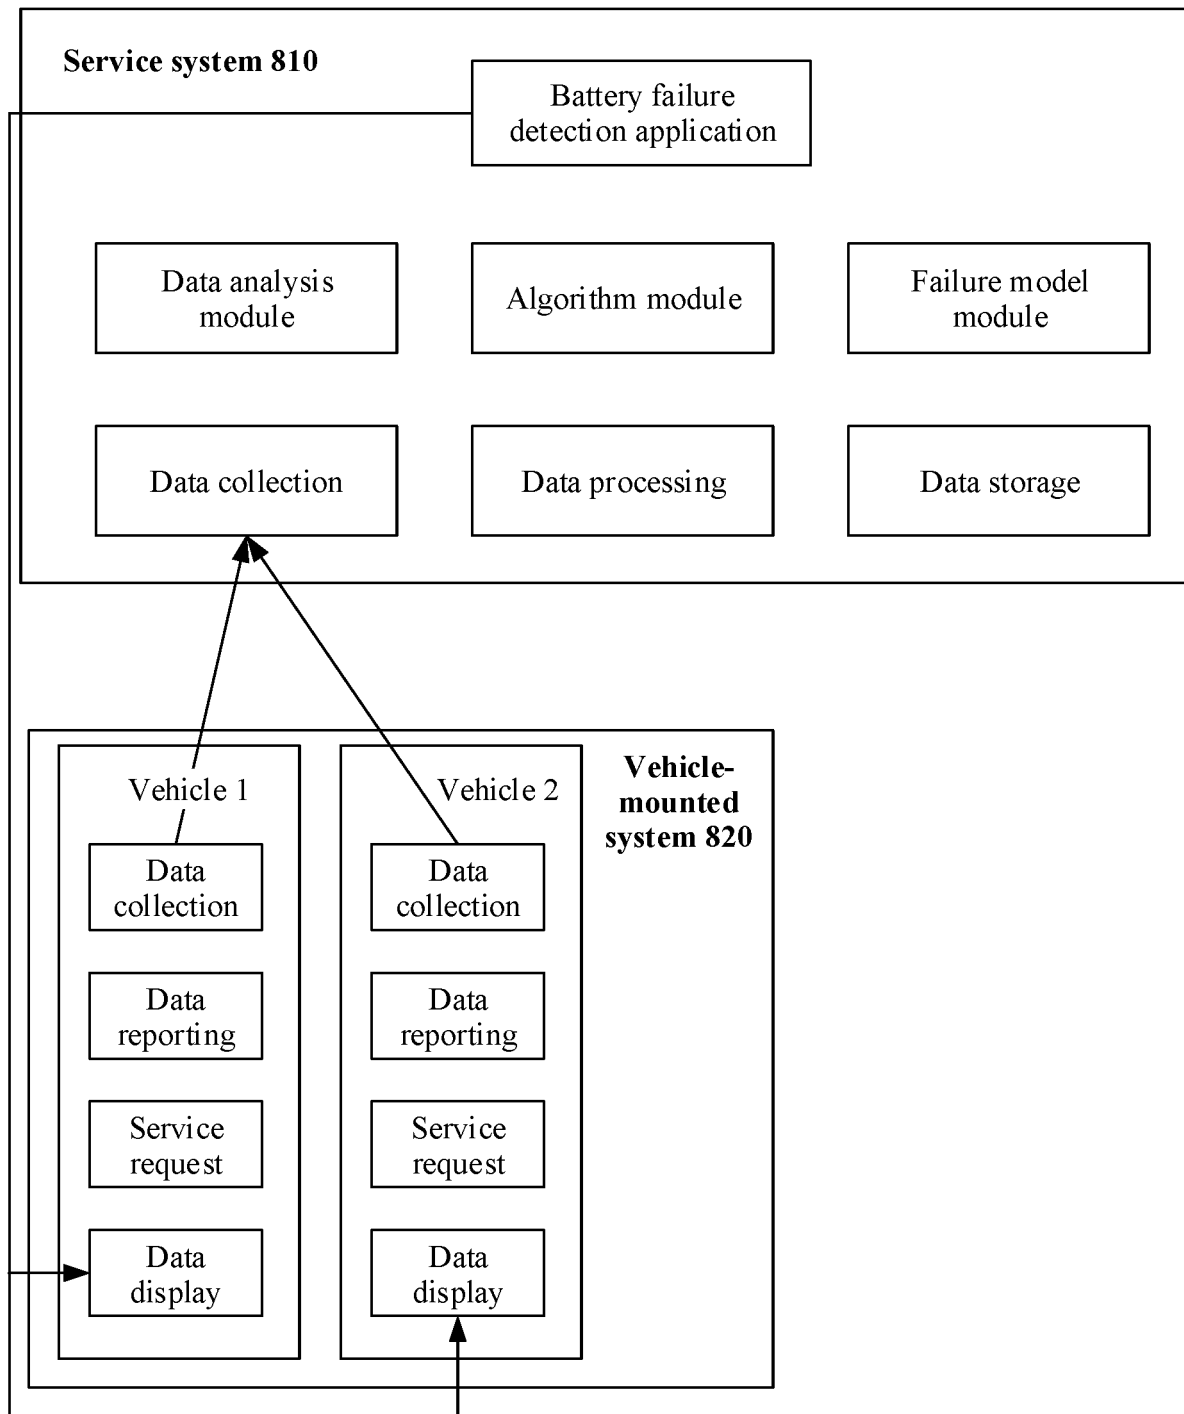 Service system 810
Battery failure
detection application
Data analysis
module
Algorithm module
Failure model
module
Data collection
Data processing
Data storage
Vehicle 1
Data
collection
Data
reporting
Service
request
Data
display
Vehicle 2
Data
collection
Data
reporting
Service
request
Data
display
Vehicle-
mounted
system 820